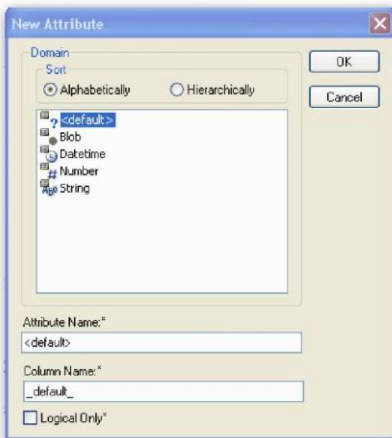 New Attribute
Domain
Sort
Alphabetically
Hierarchically
OK
Cancel
<default>
Blob
Datetime
Number
String
Attribute Name:*
<default>
Column Name:*
_default_
Logical Only*